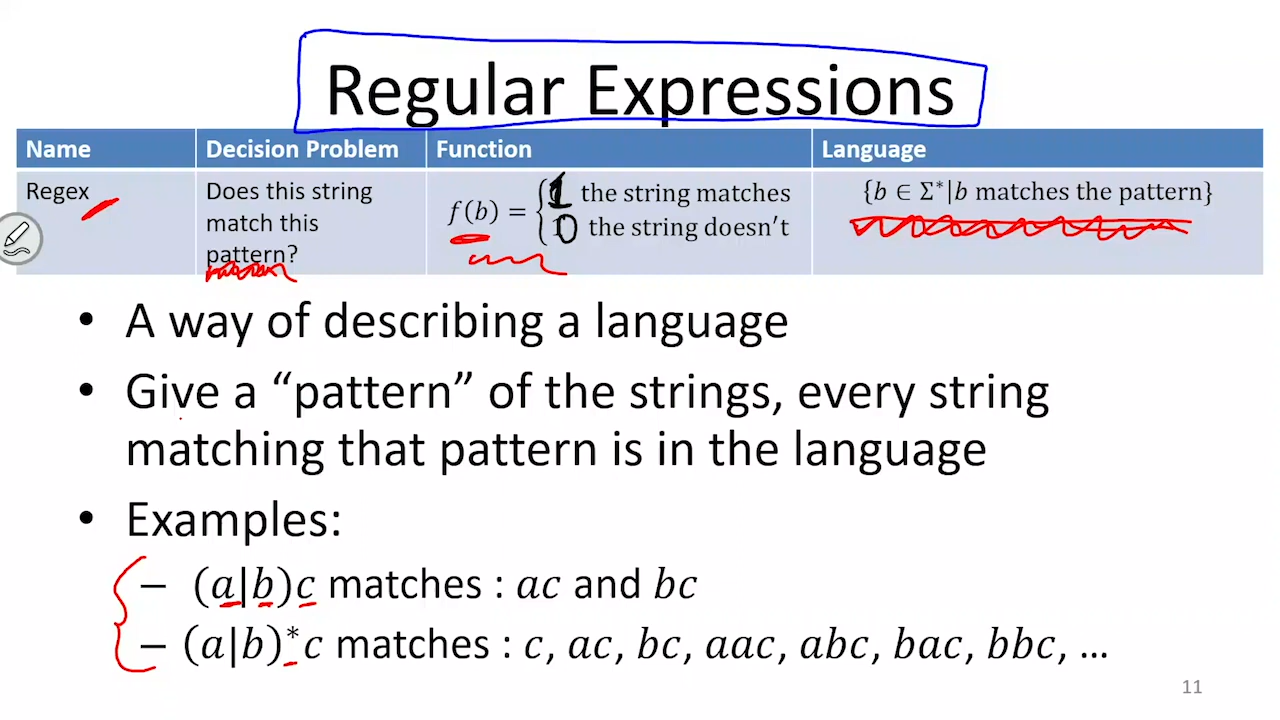 Regular Expressions
Name Decision Problem Function Language
Regex
Does this string
match this
pattern?
f(b) = { 1 the string matches
0 the string doesn't
{b ∈ Σ*|b matches the pattern}
• A way of describing a language
• Give a “pattern” of the strings, every string
matching that pattern is in the language
• Examples:
– (a|b)c matches : ac and bc
– (a|b)*c matches : c, ac, bc, aac, abc, bac, bbc, …
11